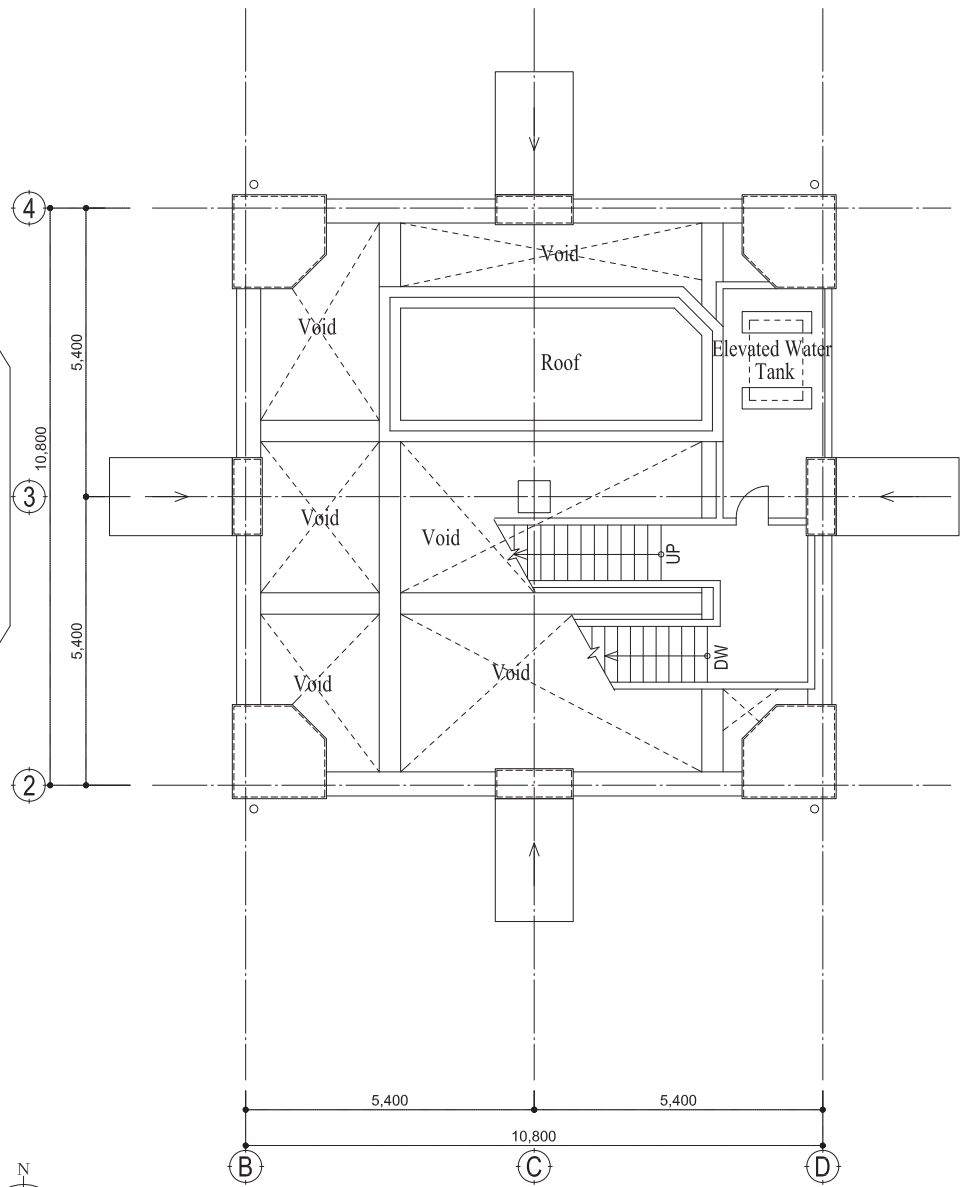 4
Void
Void
5,400
Roof
Elevated Water
Tank
10,800
3
Void
Void
UP
5,400
DW
Void
Void
2
5,400
5,400
10,800
N
B
C
D